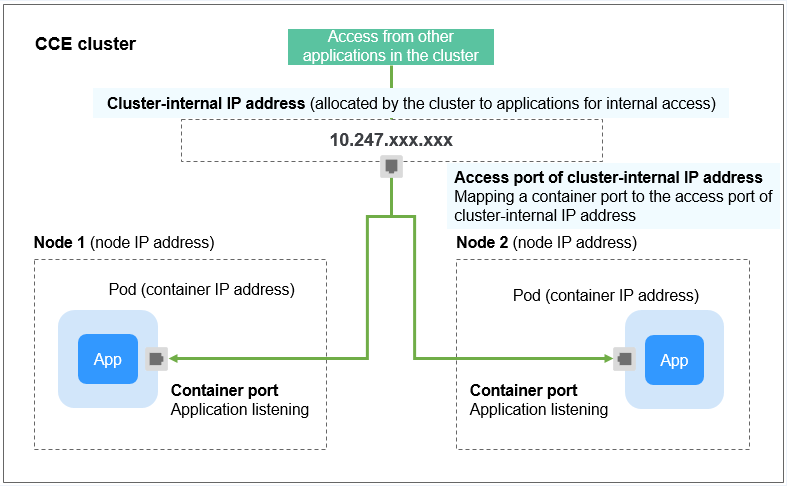 CCE cluster
Access from other
applications in the cluster
Cluster-internal IP address (allocated by the cluster to applications for internal access)
10.247.xxx.xxx
Access port of cluster-internal IP address
Mapping a container port to the access port of
cluster-internal IP address
Node 1 (node IP address)
Pod (container IP address)
App
Container port
Application listening
Node 2 (node IP address)
Pod (container IP address)
App
Container port
Application listening